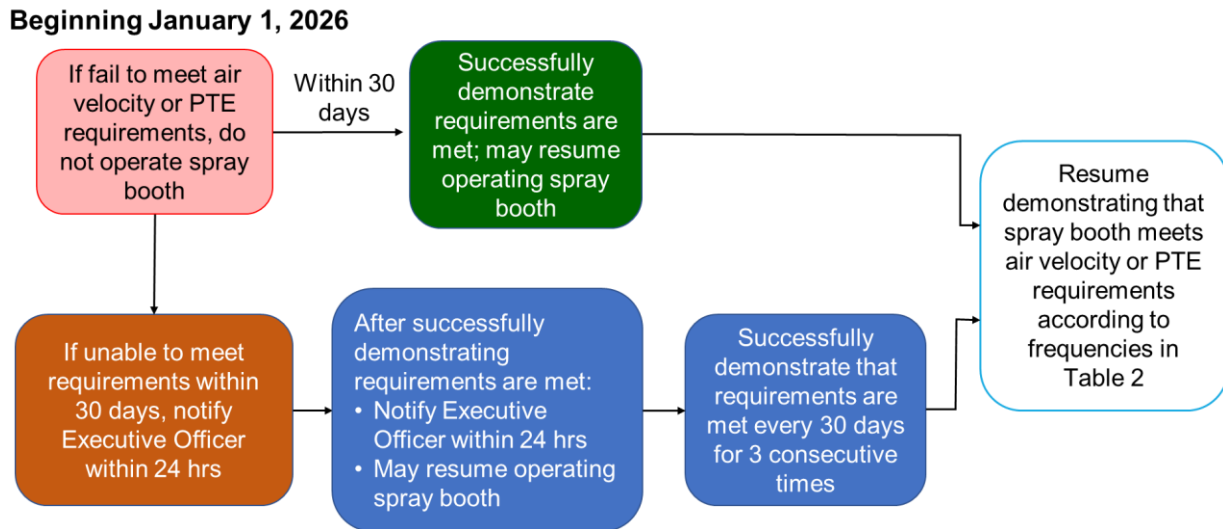 Beginning January 1, 2026
If fail to meet air
velocity or PTE
requirements, do
not operate spray
booth
Within 30
days
Successfully
demonstrate
requirements are
met; may resume
operating spray
booth
Resume
demonstrating that
spray booth meets
air velocity or PTE
requirements
according to
frequencies in
Table 2
If unable to meet
requirements within
30 days, notify
Executive Officer
within 24 hrs
After successfully
demonstrating
requirements are met:
• Notify Executive
Officer within 24 hrs
• May resume operating
spray booth
Successfully
demonstrate that
requirements are
met every 30 days
for 3 consecutive
times